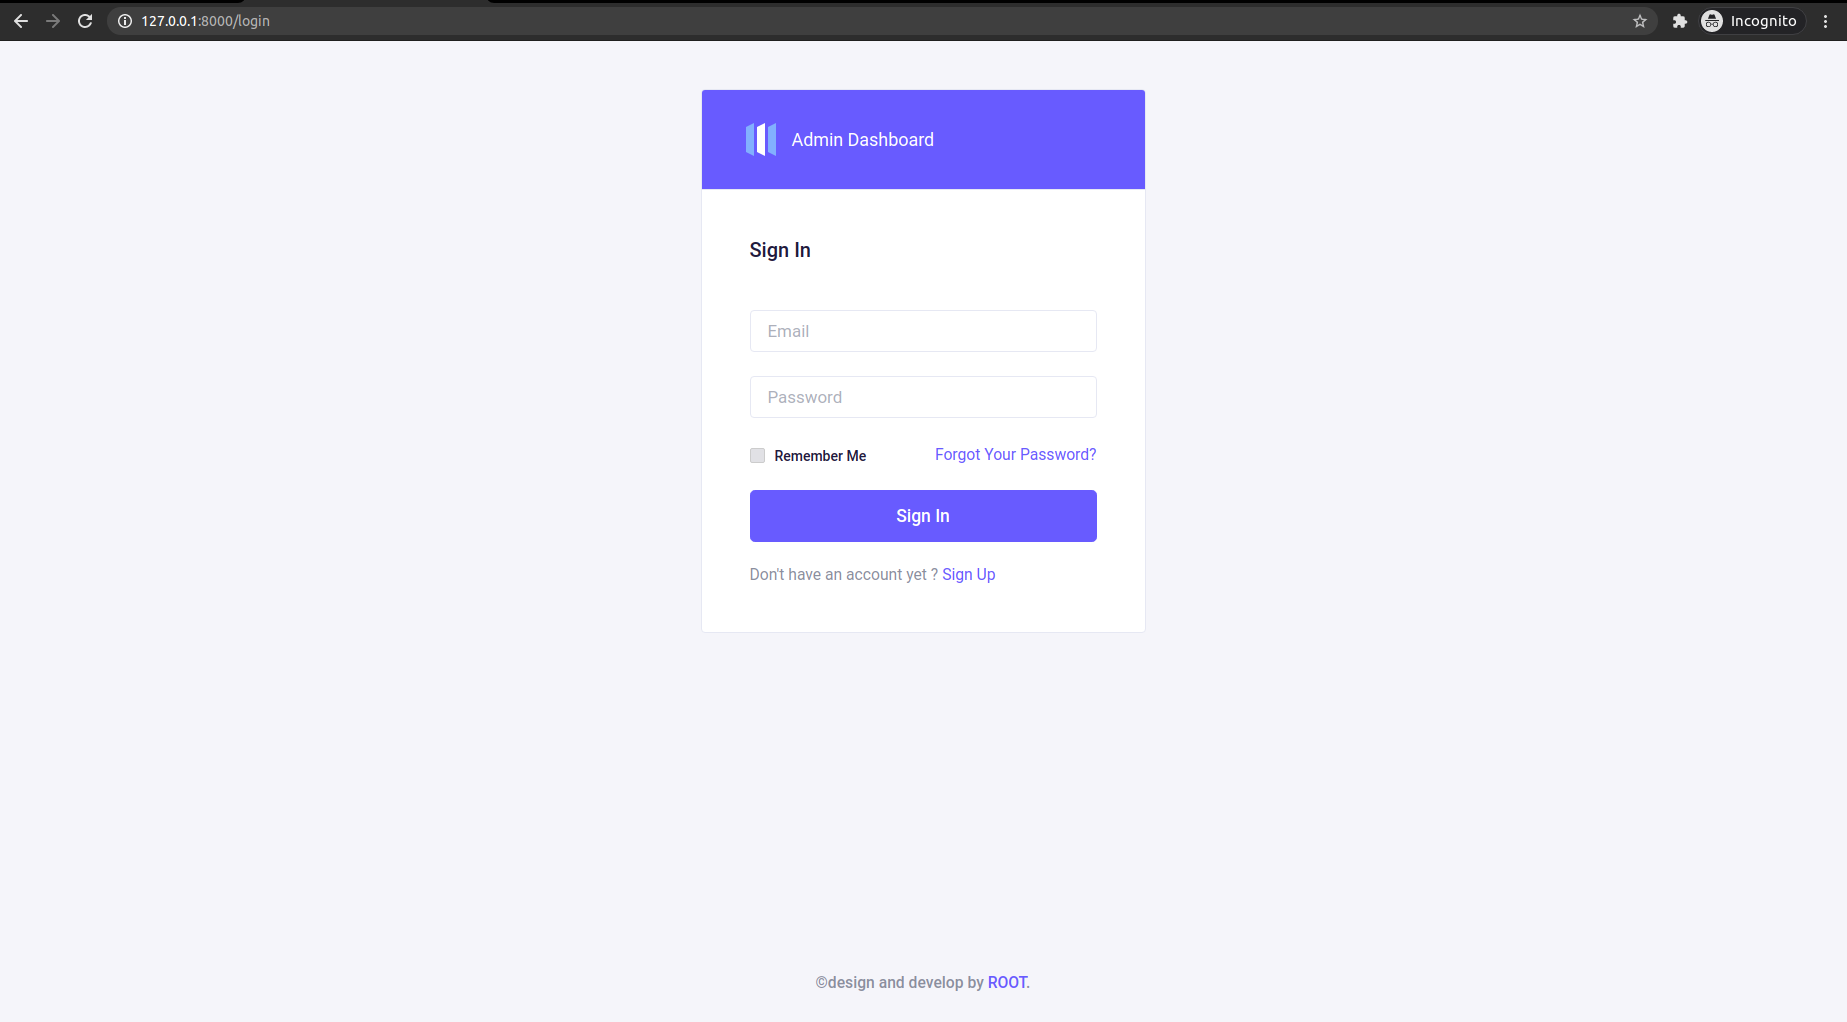 127.0.0.1:8000/login
Incognito
Admin Dashboard
Sign In
Email
Password
Remember Me
Forgot Your Password?
Sign In
Don't have an account yet ? Sign Up
©design and develop by ROOT.